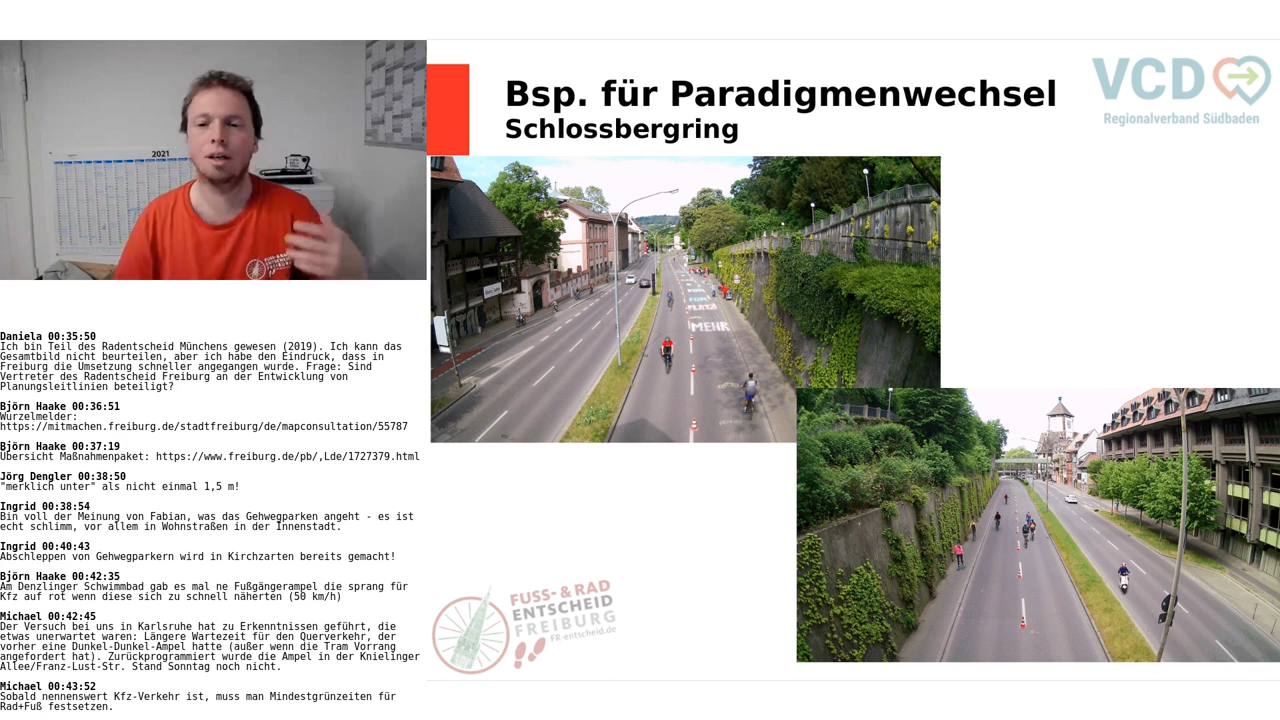 2021
Bsp. für Paradigmenwechsel
Schlossbergring
VCD
Regionalverband Südbaden
PLATZ
MEHR
FUSS- & RAD
ENTSCHEID
FREIBURG
FR-entscheid.de
Daniela 00:35:50
Ich bin Teil des Radentscheid Münchens gewesen (2019). Ich kann das
Gesamtbild nicht beurteilen, aber ich habe den Eindruck, dass in
Freiburg die Umsetzung schneller angegangen wurde. Frage: Sind
Vertreter des Radentscheid Freiburg an der Entwicklung von
Planungsleitlinien beteiligt?
Björn Haake 00:36:51
Wurzelmelder:
https://mitmachen.freiburg.de/stadtfreiburg/de/mapconsultation/55787
Björn Haake 00:37:19
Übersicht Maßnahmenpaket: https://www.freiburg.de/pb/,Lde/1727379.html
Jörg Dengler 00:38:50
"merklich unter" als nicht einmal 1,5 m!
Ingrid 00:38:54
Bin voll der Meinung von Fabian, was das Gehwegparken angeht - es ist
echt schlimm, vor allem in Wohnstraßen in der Innenstadt.
Ingrid 00:40:43
Abschleppen von Gehwegparkern wird in Kirchzarten bereits gemacht!
Björn Haake 00:42:35
Am Denzlinger Schwimmbad gab es mal ne Fußgängerampel die sprang für
Kfz auf rot wenn diese sich zu schnell näherten (50 km/h)
Michael 00:42:45
Der Versuch bei uns in Karlsruhe hat zu Erkenntnissen geführt, die
etwas unerwartet waren: Längere Wartezeit für den Querverkehr, der
vorher eine Dunkel-Dunkel-Ampel hatte (außer wenn die Tram Vorrang
angefordert hat). Zurückprogrammiert wurde die Ampel in der Knielinger
Allee/Franz-Lust-Str. Stand Sonntag noch nicht.
Michael 00:43:52
Sobald nennenswert Kfz-Verkehr ist, muss man Mindestgrünzeiten für
Rad+Fuß festsetzen.